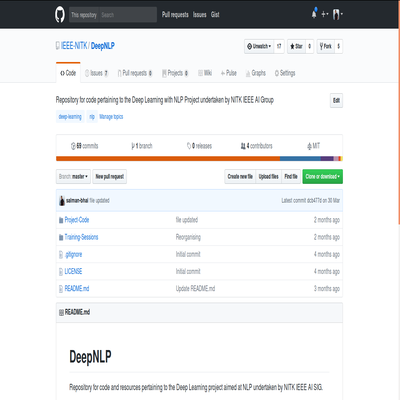 This repository Search Pull requests Issues Gist
IEEE-NITK / DeepNLP
Unwatch 17 Star 0 Fork 5
Code Issues 7 Pull requests 0 Projects 0 Wiki Pulse Graphs Settings
Repository for code pertaining to the Deep Learning with NLP Project undertaken by NITK IEEE AI Group Edit
deep-learning nlp Manage topics
69 commits 1 branch 0 releases 4 contributors MIT
Branch: master New pull request Create new file Upload files Find file Clone or download
salman-bhai file updated Latest commit dcb477d on 30 Mar
Project-Code file updated 2 months ago
Training-Sessions Reorganising 2 months ago
.gitignore Initial commit 4 months ago
LICENSE Initial commit 4 months ago
README.md Update README.md 3 months ago
README.md
DeepNLP
Repository for code and resources pertaining to the Deep Learning project aimed at NLP undertaken by NITK IEEE AI SIG.